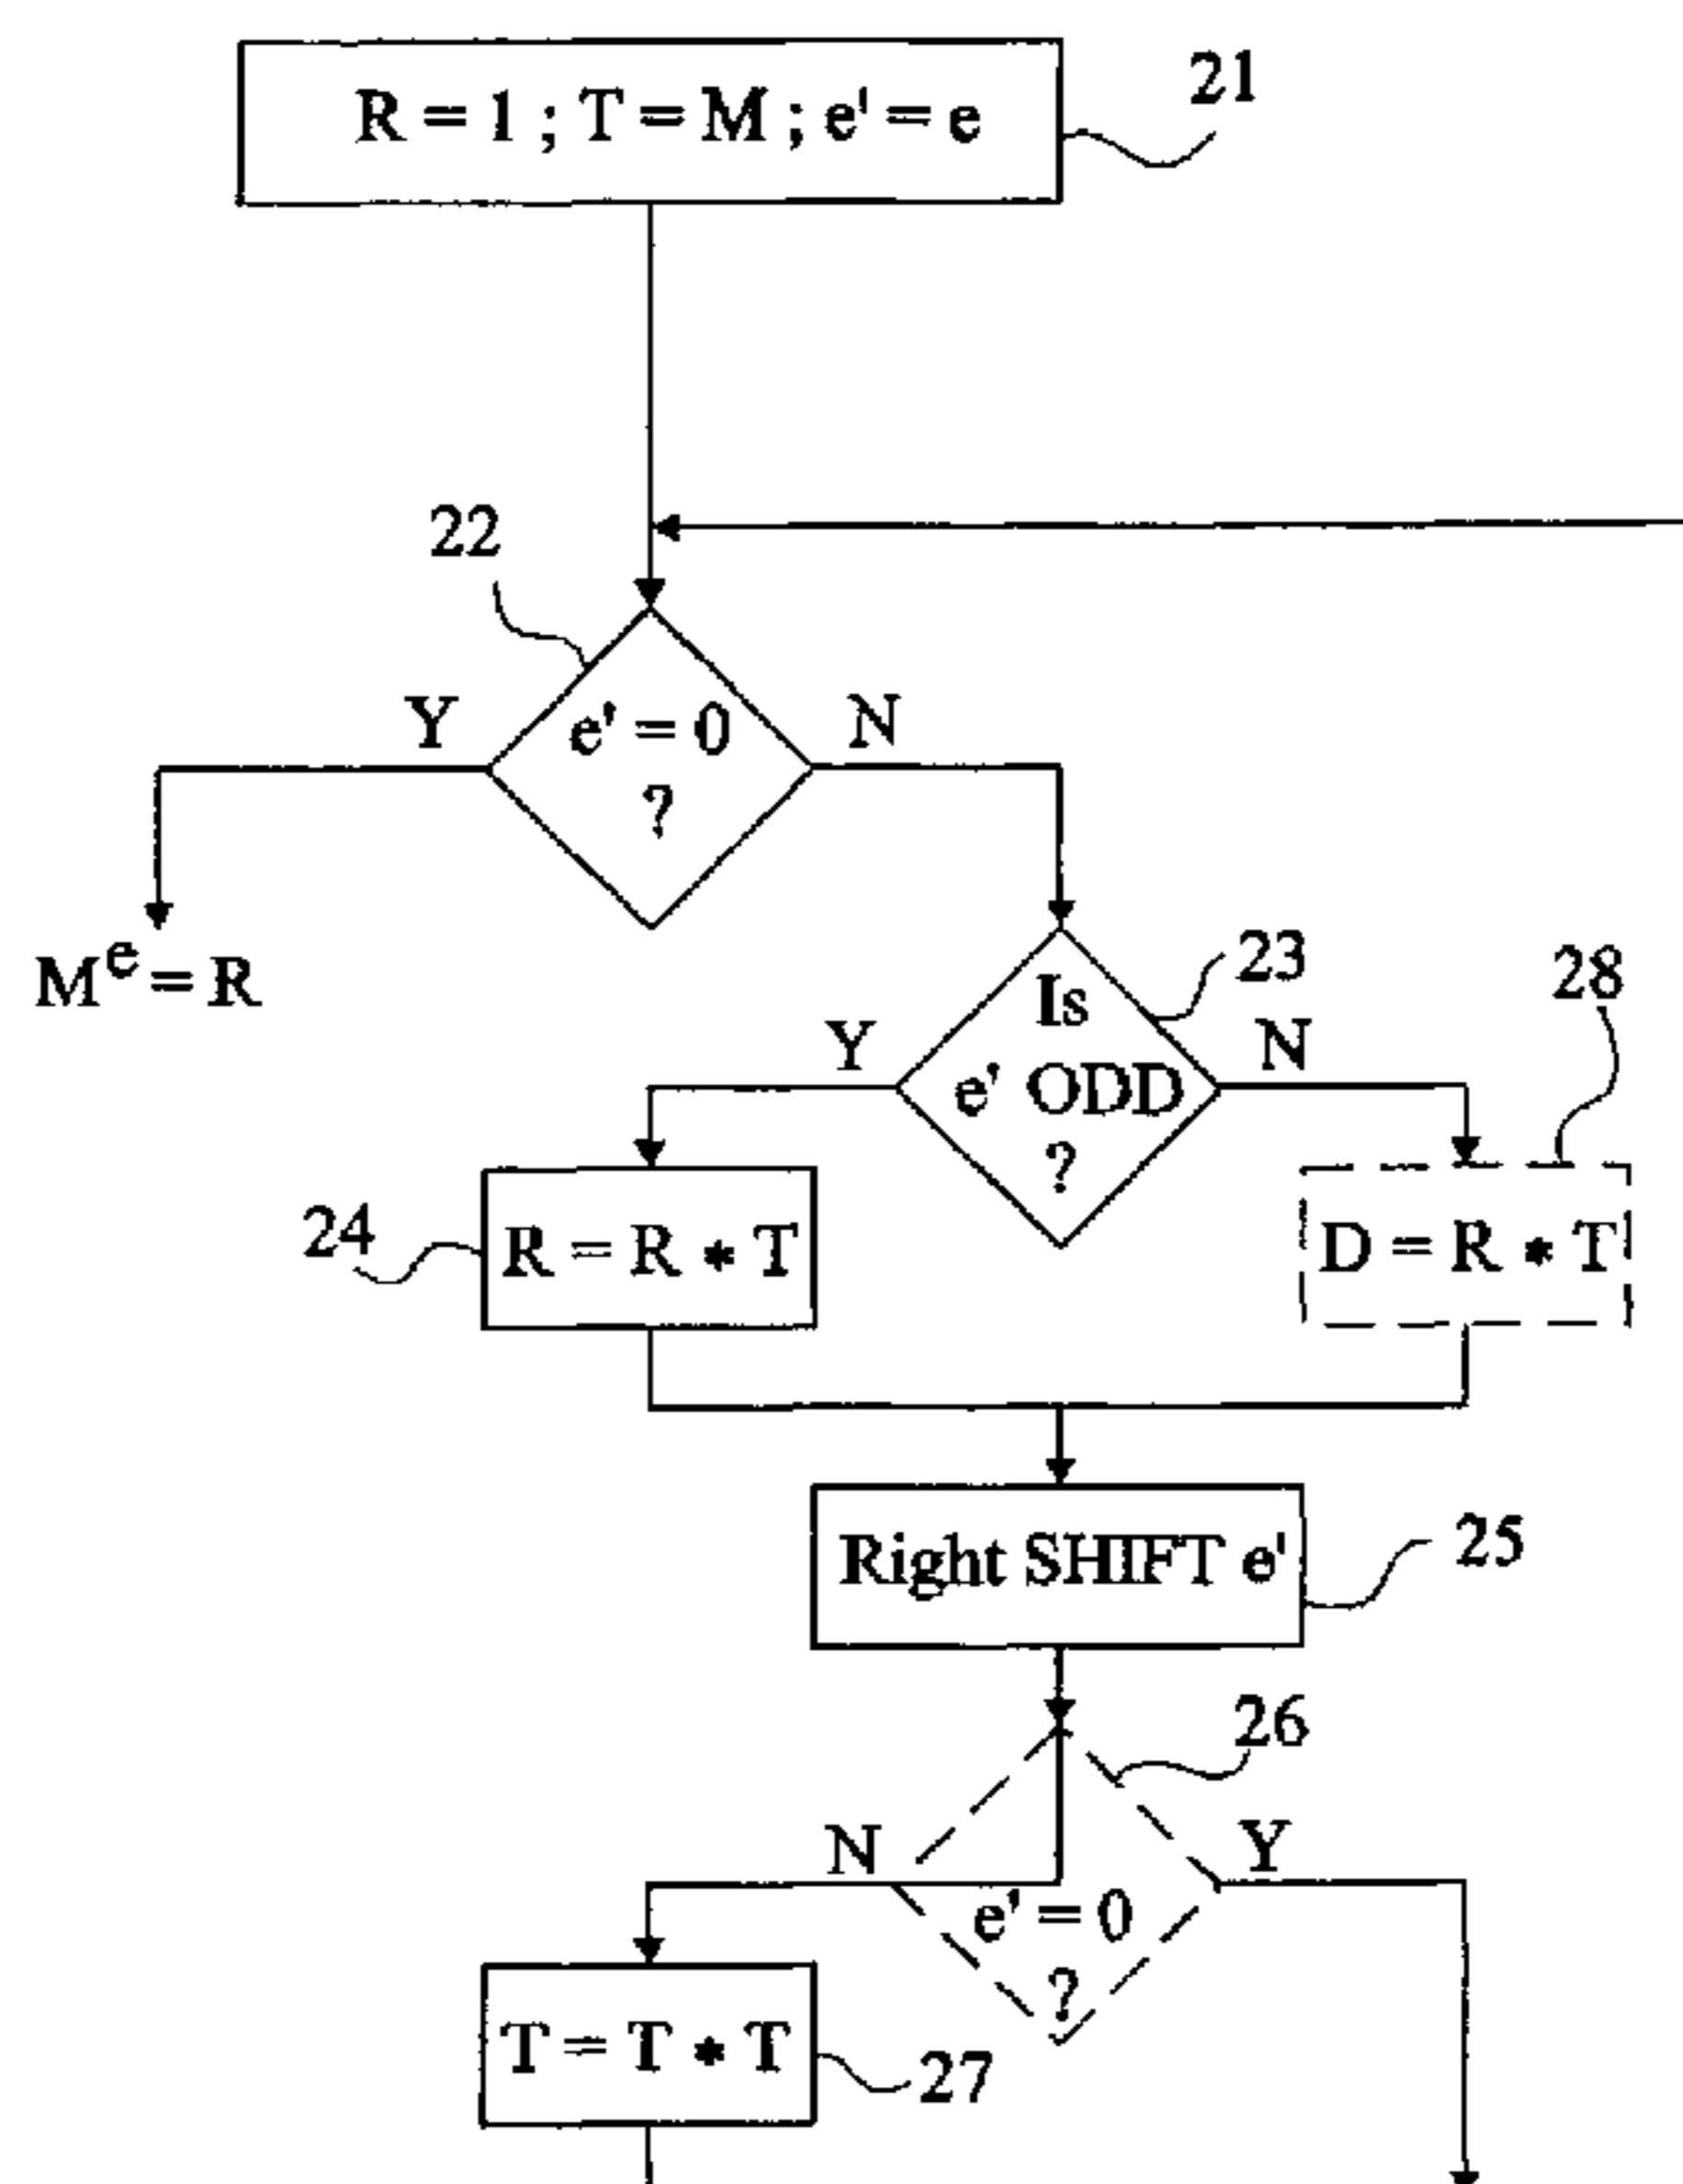 R = 1 ; T = M ; e' = e
21
22
Y
e' = 0
?
N
M^e = R
23
28
Is
e' ODD
?
Y
N
24
R = R * T
D = R * T
Right SHIFT e'
25
26
N
Y
e' = 0
?
T = T * T
27